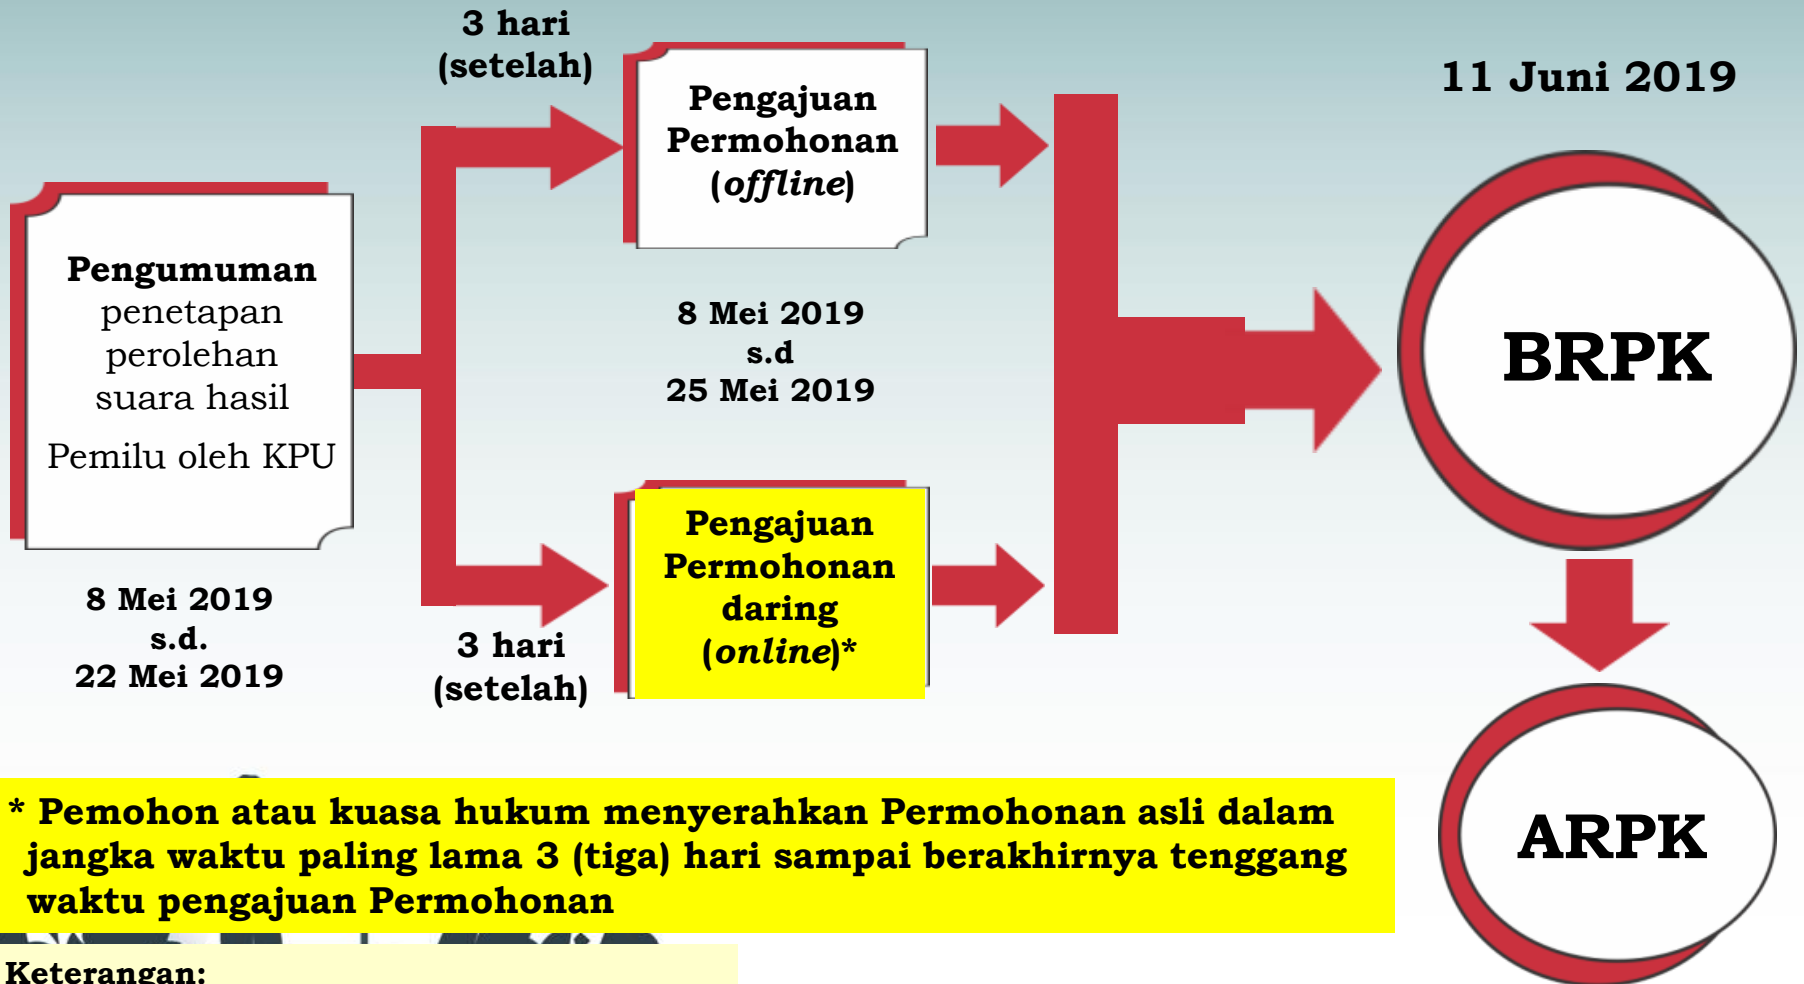 3 hari
(setelah)
Pengajuan
Permohonan
(offline)
11 Juni 2019
Pengumuman
penetapan
perolehan
suara hasil
Pemilu oleh KPU
8 Mei 2019
s.d
25 Mei 2019
BRPK
8 Mei 2019
s.d.
22 Mei 2019
3 hari
(setelah)
Pengajuan
Permohonan
daring
(online)*
* Pemohon atau kuasa hukum menyerahkan Permohonan asli dalam
jangka waktu paling lama 3 (tiga) hari sampai berakhirnya tenggang
waktu pengajuan Permohonan
ARPK
Keterangan: